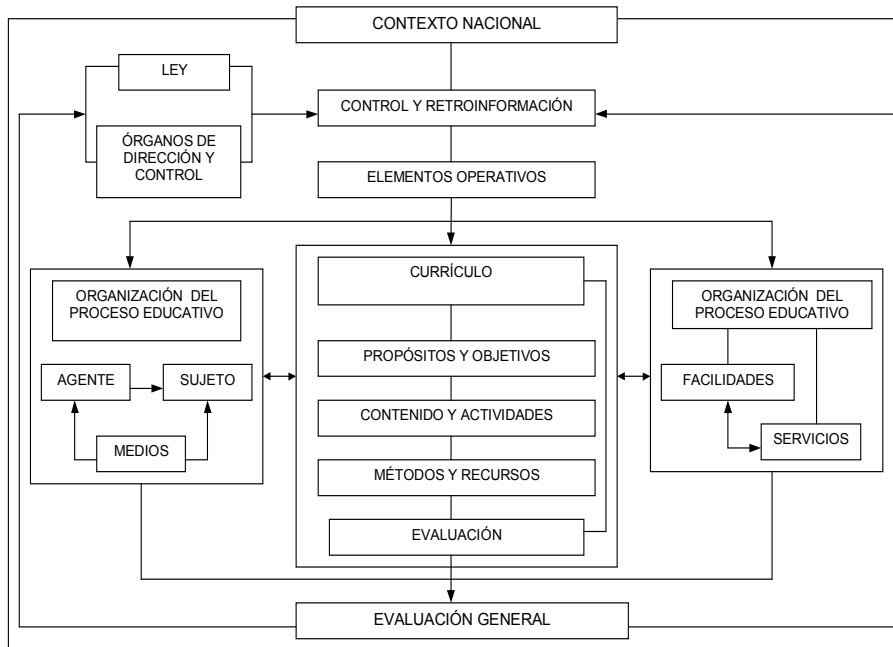 CONTEXTO NACIONAL
LEY
CONTROL Y RETROINFORMACIÓN
ÓRGANOS DE
DIRECCIÓN Y
CONTROL
ELEMENTOS OPERATIVOS
ORGANIZACIÓN DEL
PROCESO EDUCATIVO
AGENTE
SUJETO
MEDIOS
CURRÍCULO
PROPÓSITOS Y OBJETIVOS
CONTENIDO Y ACTIVIDADES
MÉTODOS Y RECURSOS
EVALUACIÓN
ORGANIZACIÓN DEL
PROCESO EDUCATIVO
FACILIDADES
SERVICIOS
EVALUACIÓN GENERAL